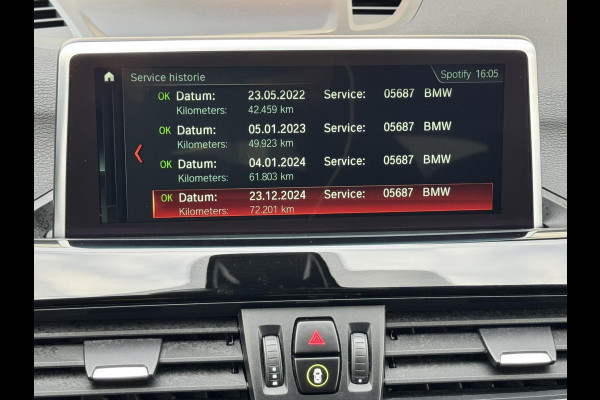 Service historie
Spotify 16:05
OK Datum: 23.05.2022 Service: 05687 BMW
Kilometers: 42.459 km
OK Datum: 05.01.2023 Service: 05687 BMW
Kilometers: 49.923 km
OK Datum: 04.01.2024 Service: 05687 BMW
Kilometers: 61.803 km
OK Datum: 23.12.2024 Service: 05687 BMW
Kilometers: 72.201 km